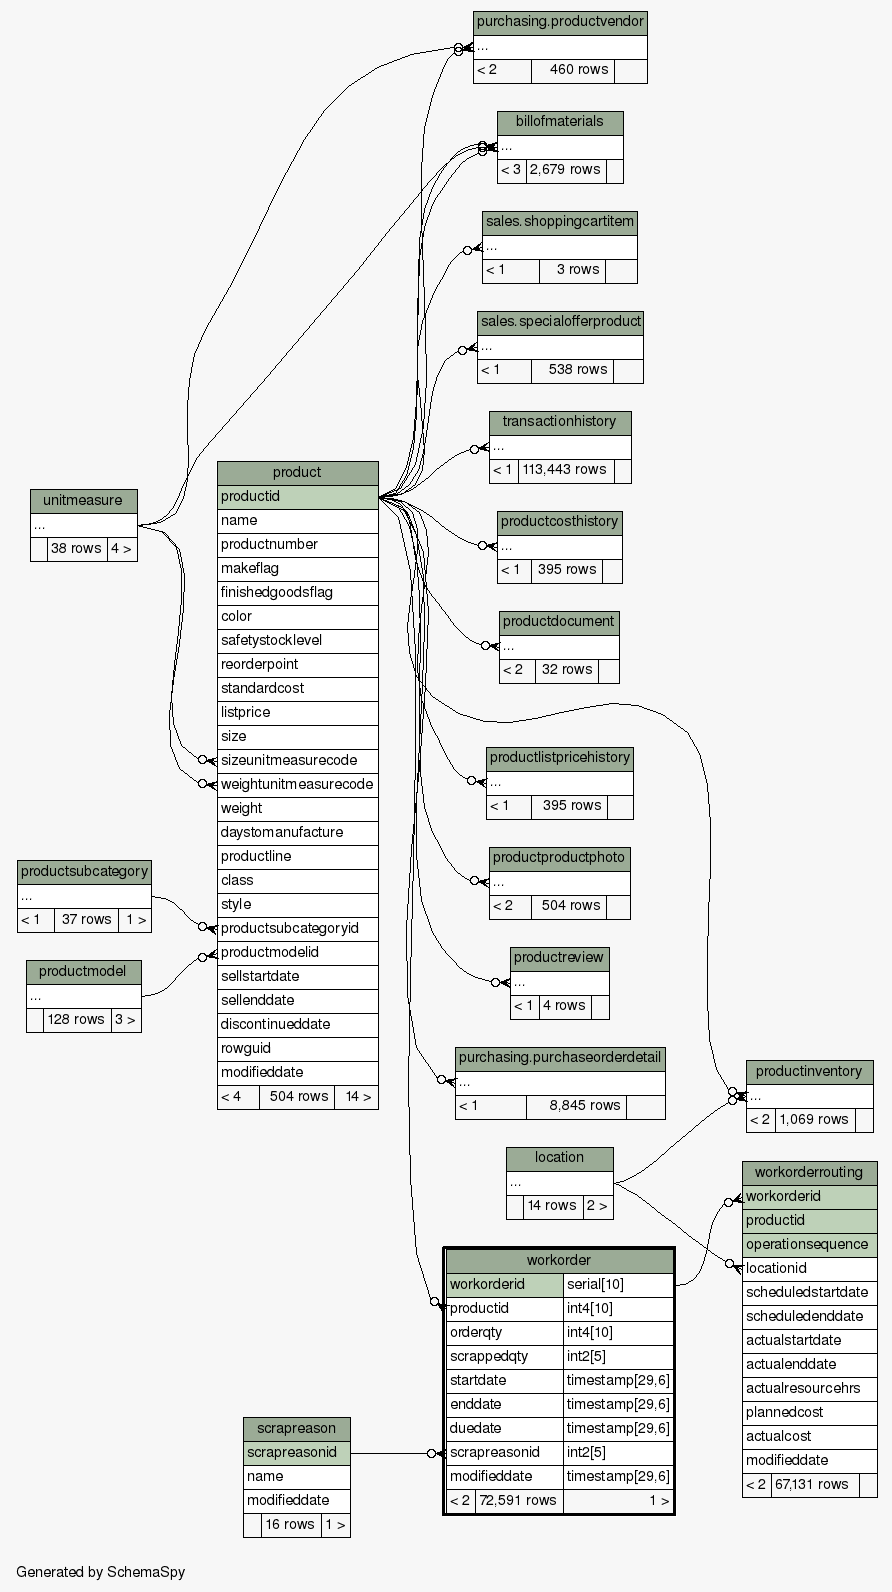 purchasing.productvendor
...
< 2 460 rows
billofmaterials
...
< 3 2,679 rows
sales.shoppingcartitem
...
< 1 3 rows
sales.specialofferproduct
...
< 1 538 rows
transactionhistory
...
< 1 113,443 rows
unitmeasure
...
38 rows 4 >
product
productid
name
productnumber
makeflag
finishedgoodsflag
color
safetystocklevel
reorderpoint
standardcost
listprice
size
sizeunitmeasurecode
weightunitmeasurecode
weight
daystomanufacture
productline
class
style
productsubcategoryid
productmodelid
sellstartdate
sellenddate
discontinueddate
rowguid
modifieddate
< 4 504 rows 14 >
productcosthistory
...
< 1 395 rows
productdocument
...
< 2 32 rows
productlistpricehistory
...
< 1 395 rows
productproductphoto
...
< 2 504 rows
productsubcategory
...
< 1 37 rows 1 >
productmodel
...
128 rows 3 >
productreview
...
< 1 4 rows
purchasing.purchaseorderdetail
...
< 1 8,845 rows
productinventory
...
< 2 1,069 rows
location
...
14 rows 2 >
workorderrouting
workorderid
productid
operationsequence
locationid
scheduledstartdate
scheduledenddate
actualstartdate
actualenddate
actualresourcehrs
plannedcost
actualcost
modifieddate
< 2 67,131 rows
workorder
workorderid serial[10]
productid int4[10]
orderqty int4[10]
scrappedqty int2[5]
startdate timestamp[29,6]
enddate timestamp[29,6]
duedate timestamp[29,6]
scrapreasonid int2[5]
modifieddate timestamp[29,6]
< 2 72,591 rows 1 >
scrapreason
scrapreasonid
name
modifieddate
16 rows 1 >
Generated by SchemaSpy